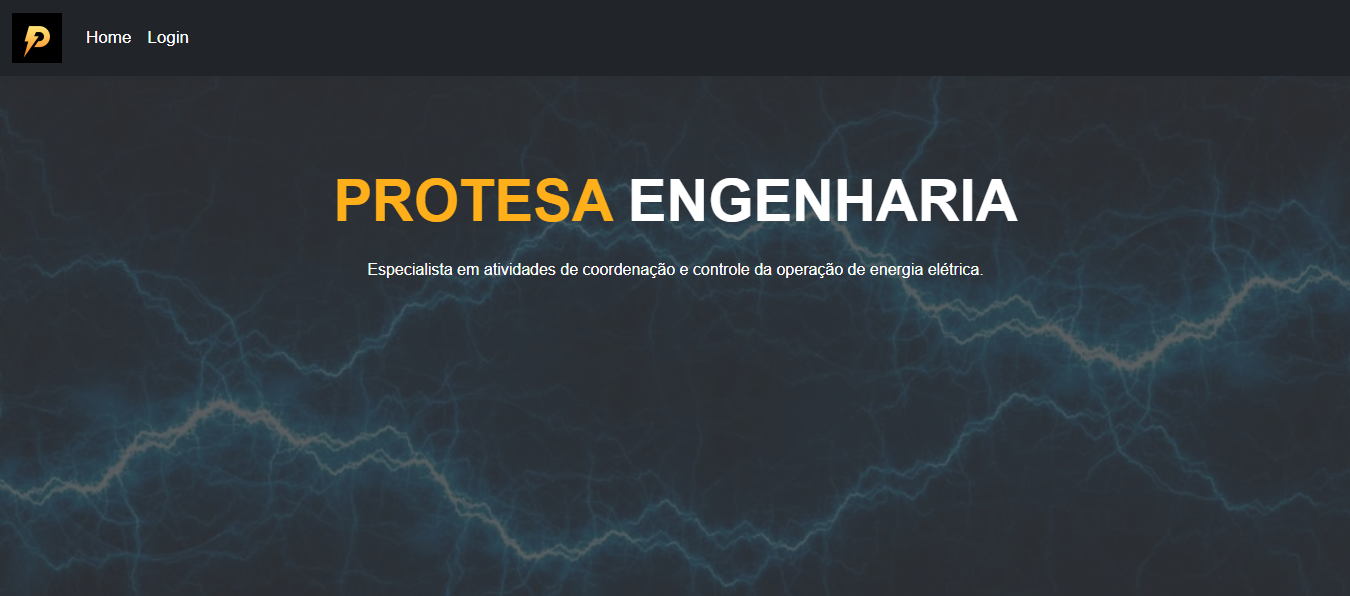 Home Login
PROTESA ENGENHARIA
Especialista em atividades de coordenação e controle da operação de energia elétrica.